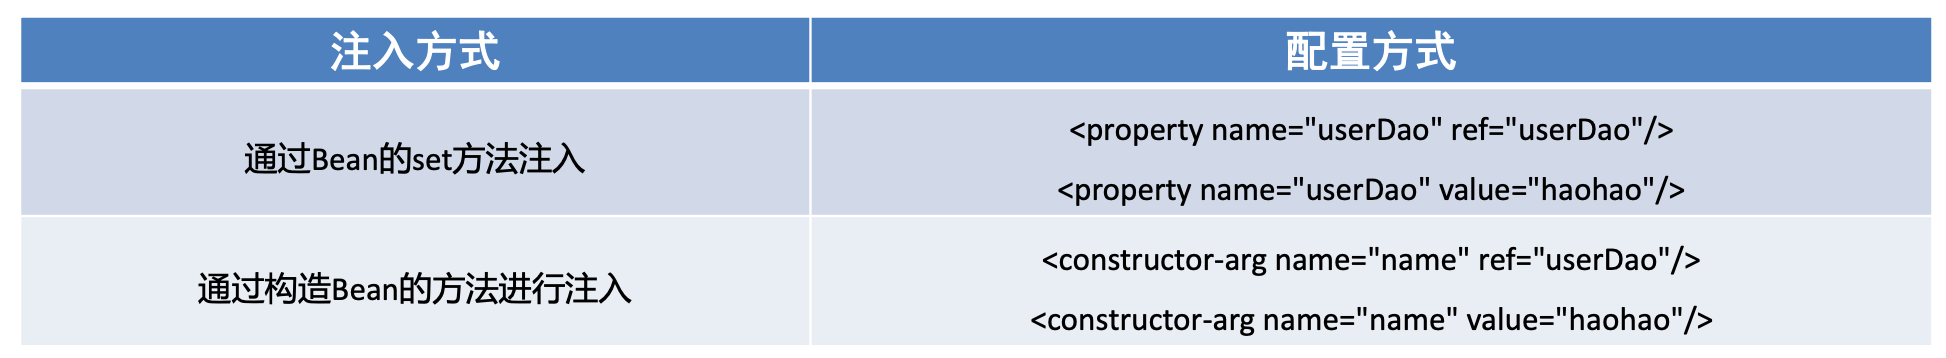 注入方式
配置方式
通过Bean的set方法注入
<property name="userDao" ref="userDao"/>
<property name="userDao" value="haohao"/>
通过构造Bean的方法进行注入
<constructor-arg name="name" ref="userDao"/>
<constructor-arg name="name" value="haohao"/>